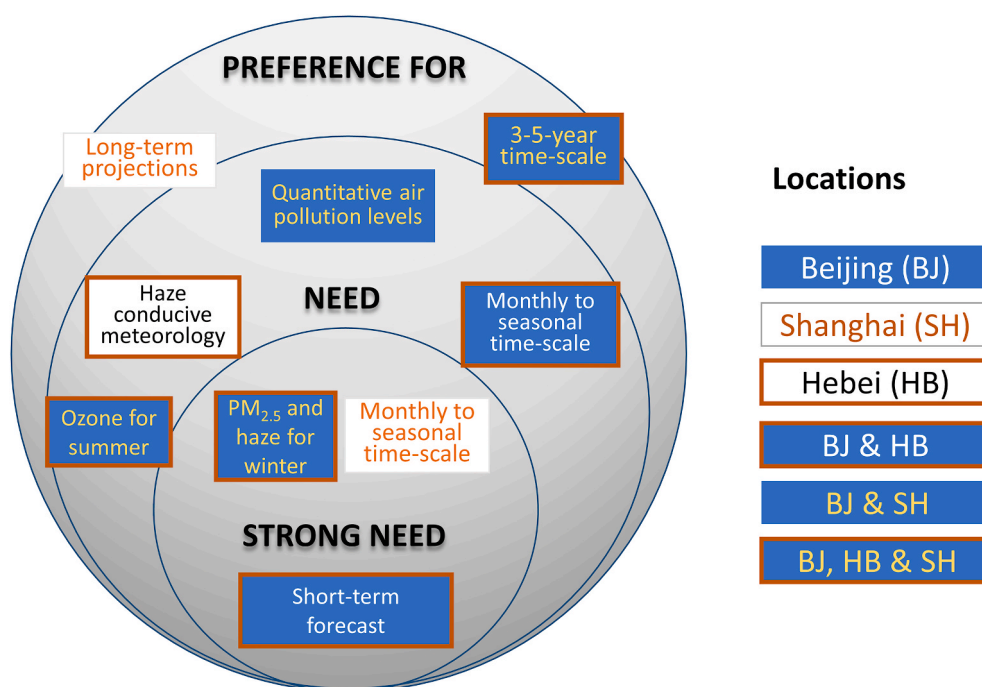 PREFERENCE FOR
Long-term
projections
3-5-year
time-scale
Quantitative air
pollution levels
NEED
Haze
conducive
meteorology
Monthly to
seasonal
time-scale
Ozone for
summer
PM2.5 and
haze for
winter
Monthly to
seasonal
time-scale
STRONG NEED
Short-term
forecast
Locations
Beijing (BJ)
Shanghai (SH)
Hebei (HB)
BJ & HB
BJ & SH
BJ, HB & SH